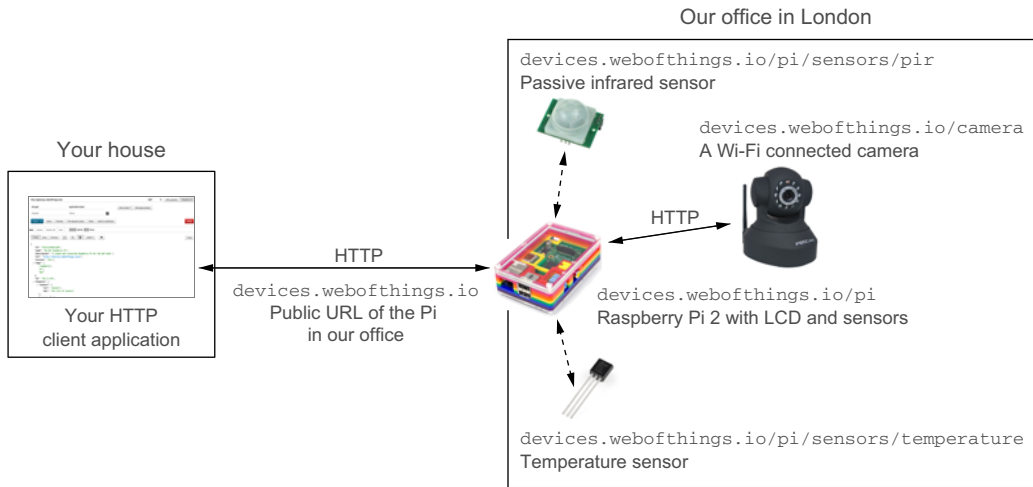 Our office in London
devices.webofthings.io/pi/sensors/pir
Passive infrared sensor
devices.webofthings.io/camera
A Wi-Fi connected camera
Your house
HTTP
HTTP
devices.webofthings.io
Public URL of the Pi
in our office
devices.webofthings.io/pi
Raspberry Pi 2 with LCD and sensors
Your HTTP
client application
devices.webofthings.io/pi/sensors/temperature
Temperature sensor